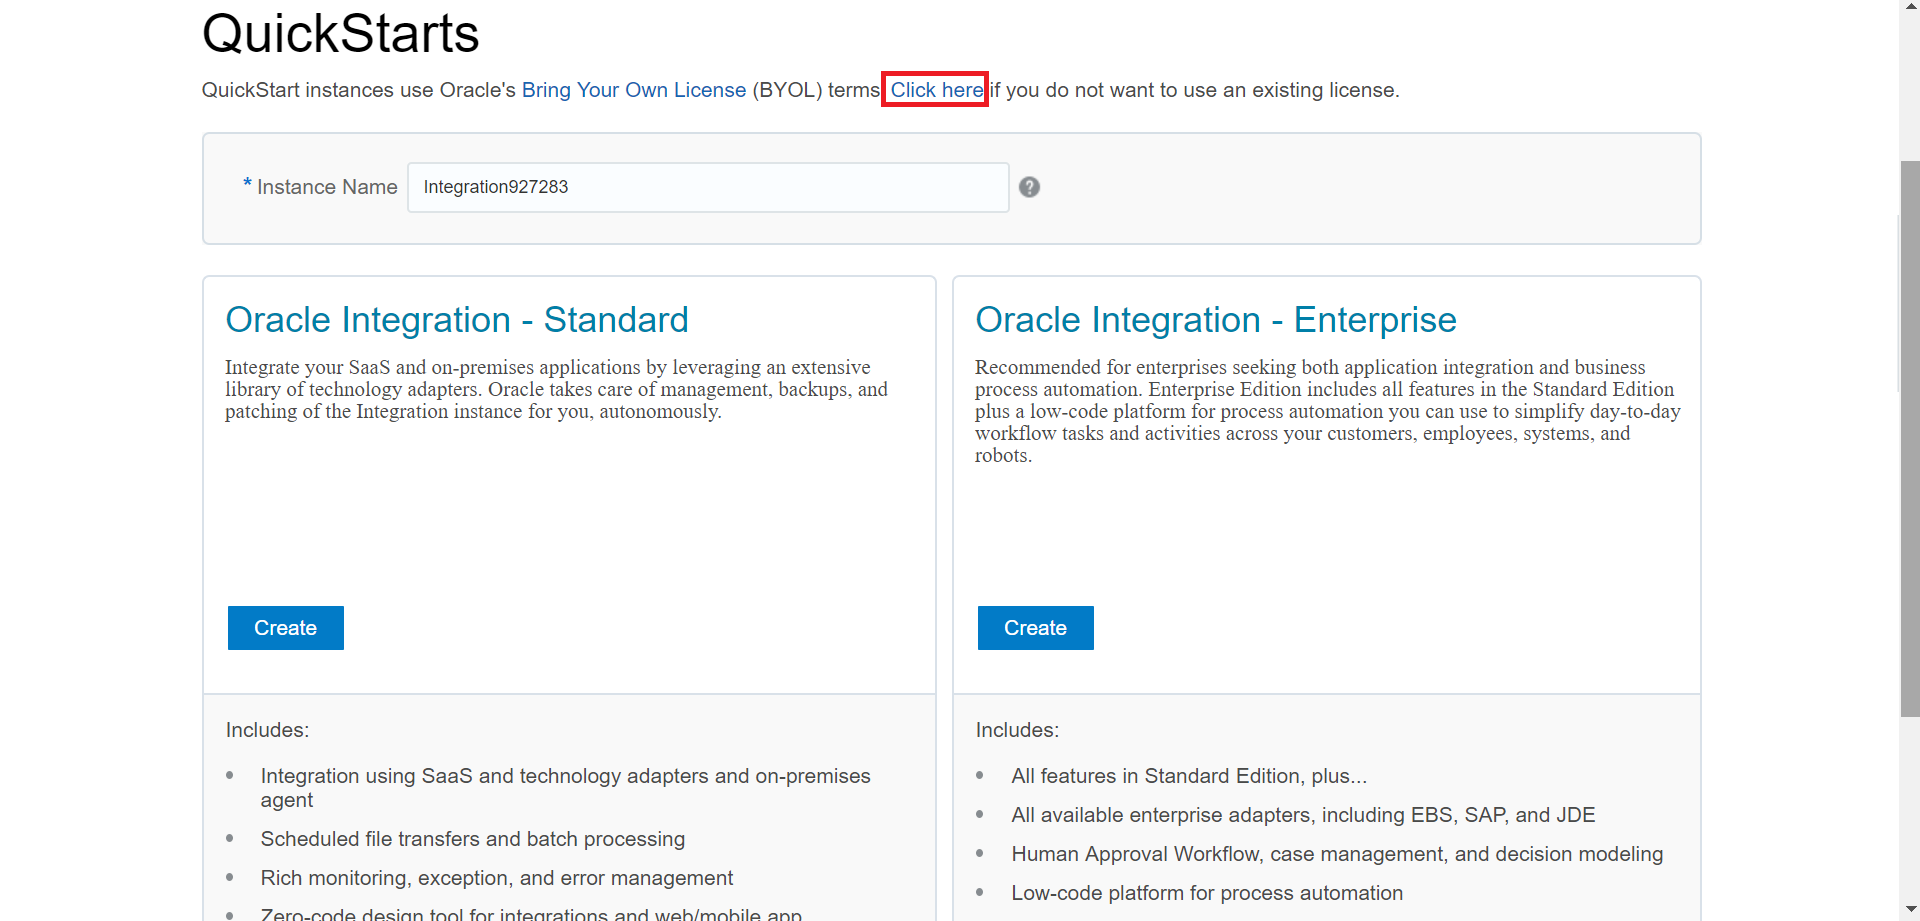 QuickStarts
QuickStart instances use Oracle's Bring Your Own License (BYOL) terms Click here if you do not want to use an existing license.
* Instance Name Integration927283 ?
Oracle Integration - Standard
Integrate your SaaS and on-premises applications by leveraging an extensive
library of technology adapters. Oracle takes care of management, backups, and
patching of the Integration instance for you, autonomously.
Create
Includes:
• Integration using SaaS and technology adapters and on-premises
agent
• Scheduled file transfers and batch processing
• Rich monitoring, exception, and error management
• Zero-code design tool for integrations and web/mobile app
Oracle Integration - Enterprise
Recommended for enterprises seeking both application integration and business
process automation. Enterprise Edition includes all features in the Standard Edition
plus a low-code platform for process automation you can use to simplify day-to-day
workflow tasks and activities across your customers, employees, systems, and
robots.
Create
Includes:
• All features in Standard Edition, plus...
• All available enterprise adapters, including EBS, SAP, and JDE
• Human Approval Workflow, case management, and decision modeling
• Low-code platform for process automation